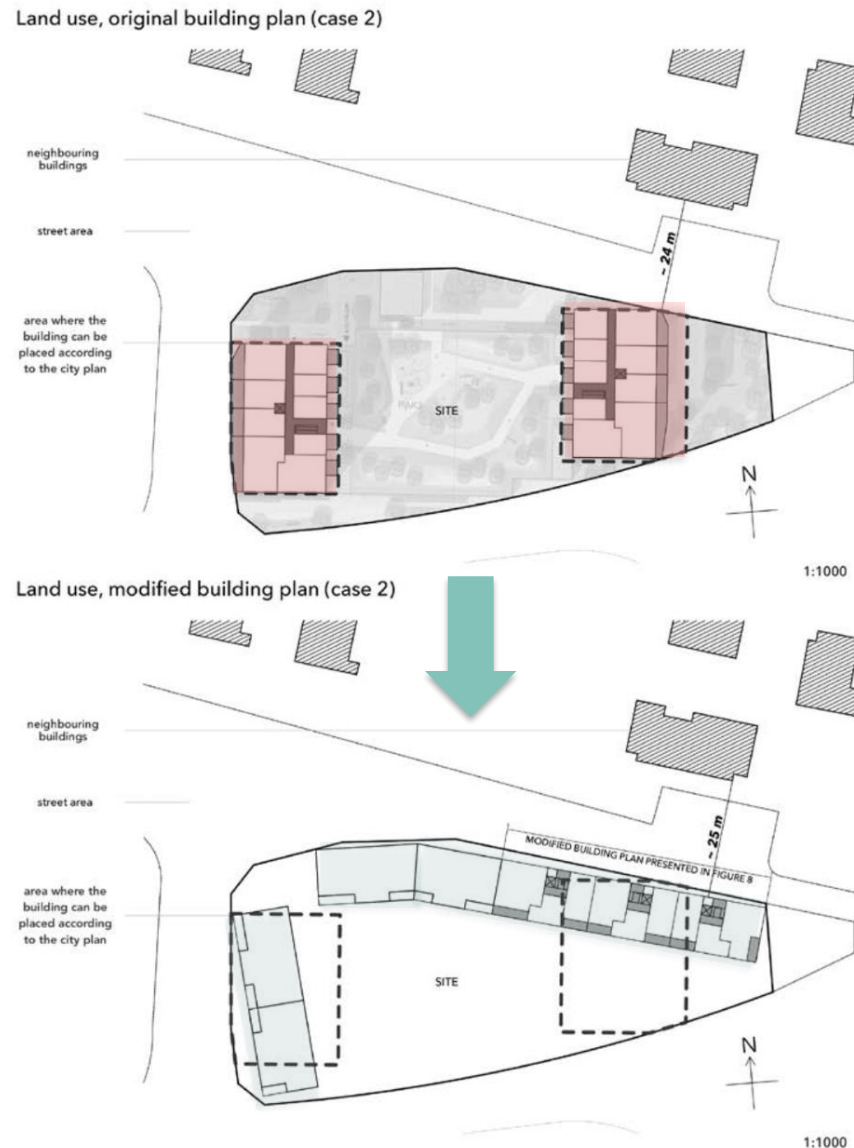 Land use, original building plan (case 2)
neighbouring
buildings
street area
~ 24 m
area where the
building can be
placed according
to the city plan
SITE
N
1:1000
Land use, modified building plan (case 2)
neighbouring
buildings
street area
~ 25 m
MODIFIED BUILDING PLAN PRESENTED IN FIGURE 8
area where the
building can be
placed according
to the city plan
SITE
N
1:1000